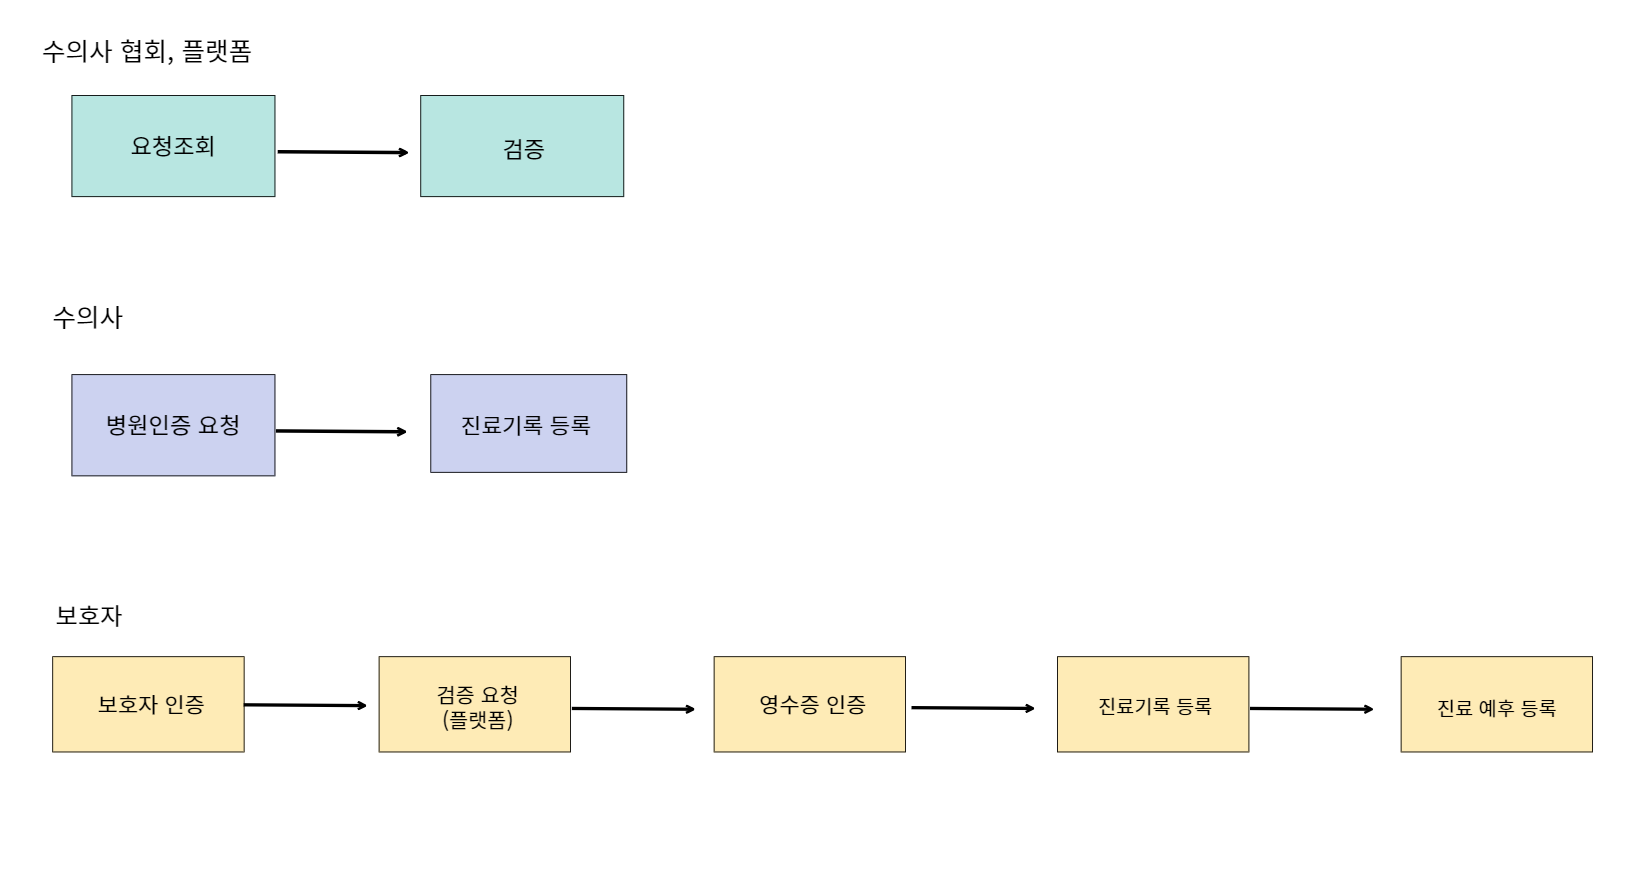 수의사 협회, 플랫폼
요청조회
검증
수의사
병원인증 요청
진료기록 등록
보호자
보호자 인증
검증 요청
(플랫폼)
영수증 인증
진료기록 등록
진료 예후 등록